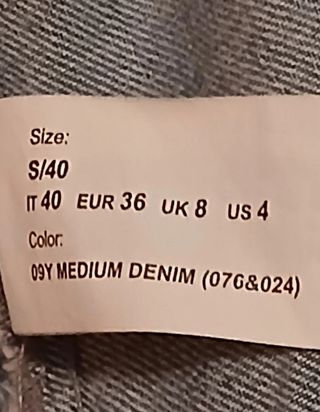 Size:
S/40
IT 40 EUR 36 UK 8 US 4
Color:
09Y MEDIUM DENIM (076&024)